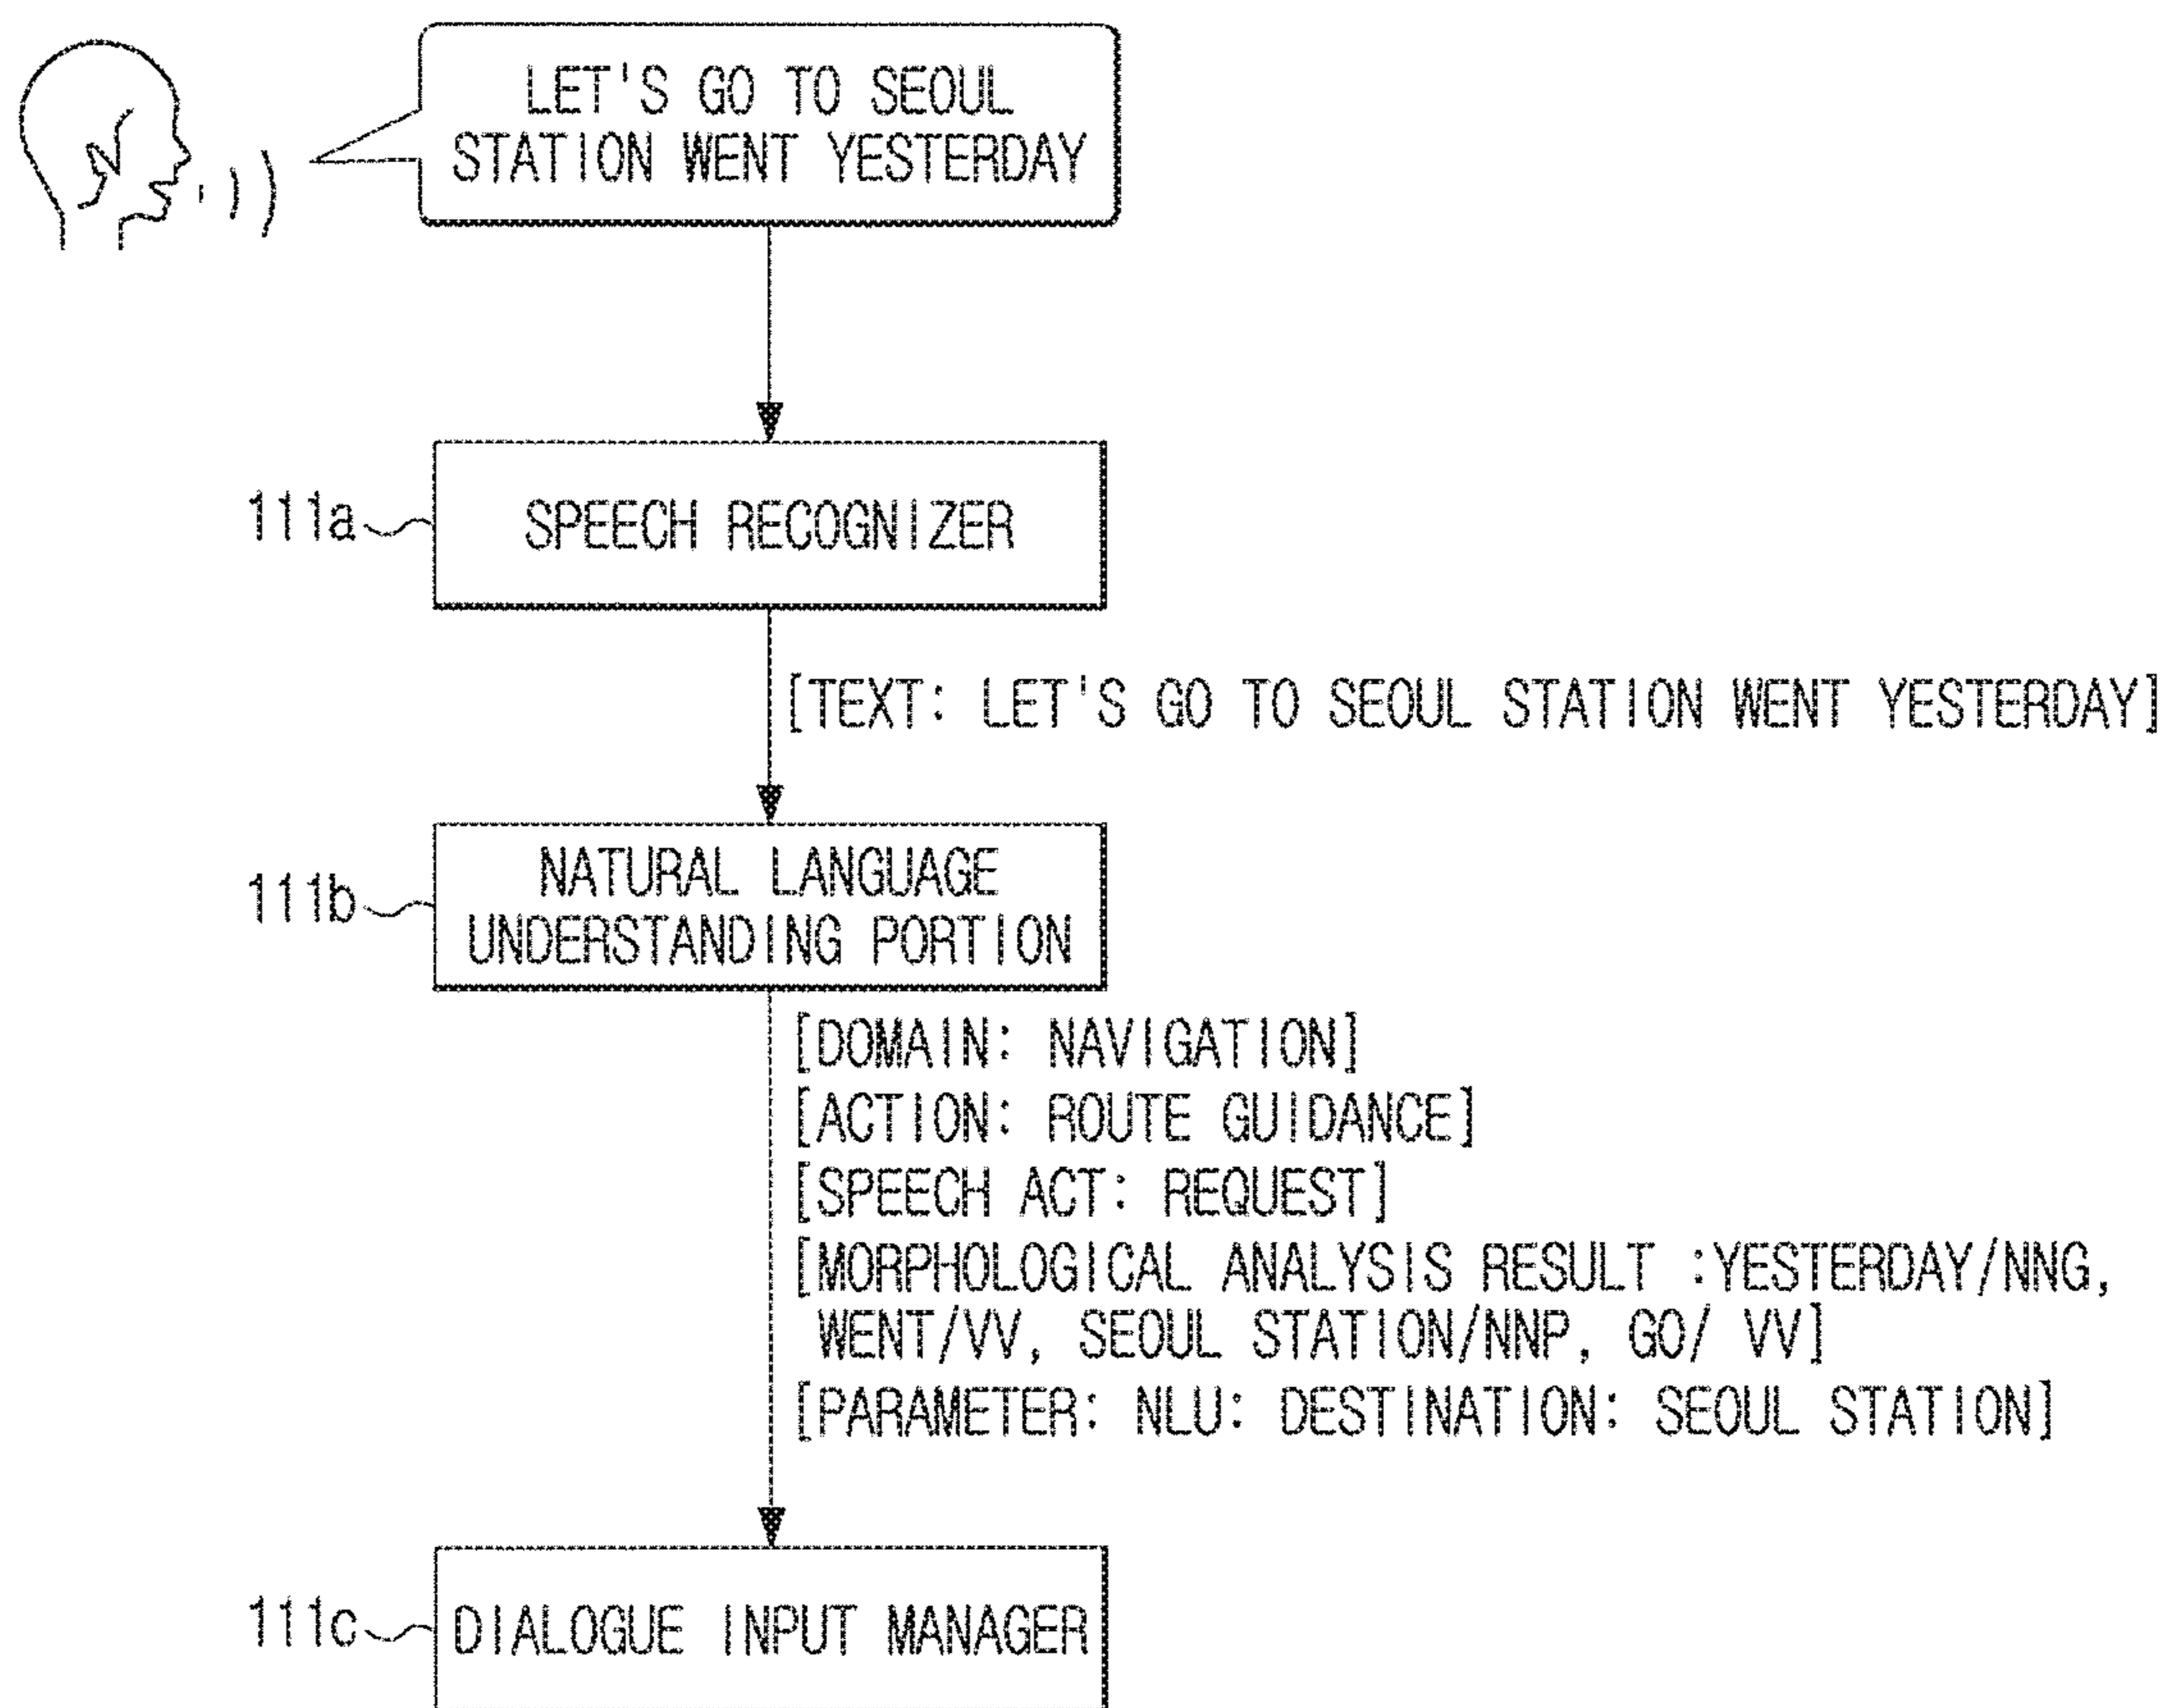 LET'S GO TO SEOUL
STATION WENT YESTERDAY
111a
SPEECH RECOGNIZER
[TEXT: LET'S GO TO SEOUL STATION WENT YESTERDAY]
111b
NATURAL LANGUAGE
UNDERSTANDING PORTION
[DOMAIN: NAVIGATION]
[ACTION: ROUTE GUIDANCE]
[SPEECH ACT: REQUEST]
[MORPHOLOGICAL ANALYSIS RESULT :YESTERDAY/NNG,
WENT/VV, SEOUL STATION/NNP, GO/ VV]
[PARAMETER: NLU: DESTINATION: SEOUL STATION]
111c
DIALOGUE INPUT MANAGER